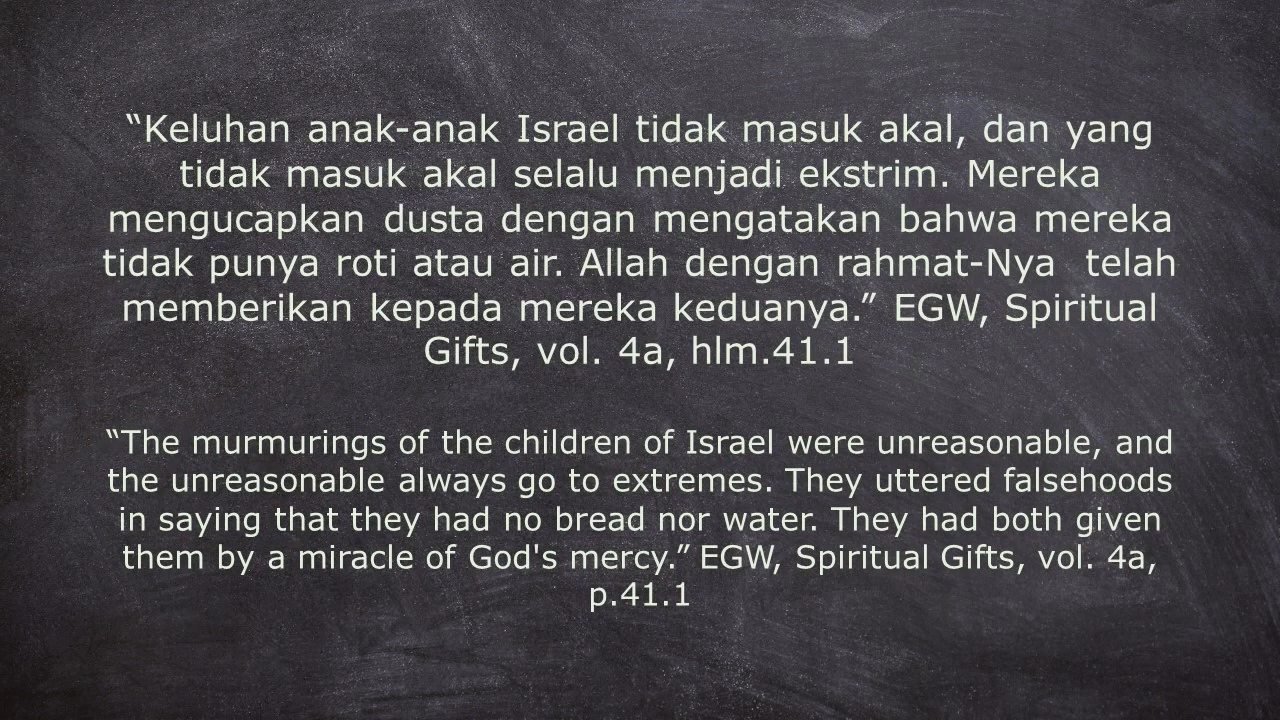 “Keluhan anak-anak Israel tidak masuk akal, dan yang
tidak masuk akal selalu menjadi ekstrim. Mereka
mengucapkan dusta dengan mengatakan bahwa mereka
tidak punya roti atau air. Allah dengan rahmat-Nya  telah
memberikan kepada mereka keduanya.” EGW, Spiritual
Gifts, vol. 4a, hlm.41.1
“The murmurings of the children of Israel were unreasonable, and
the unreasonable always go to extremes. They uttered falsehoods
in saying that they had no bread nor water. They had both given
them by a miracle of God's mercy.” EGW, Spiritual Gifts, vol. 4a,
p.41.1